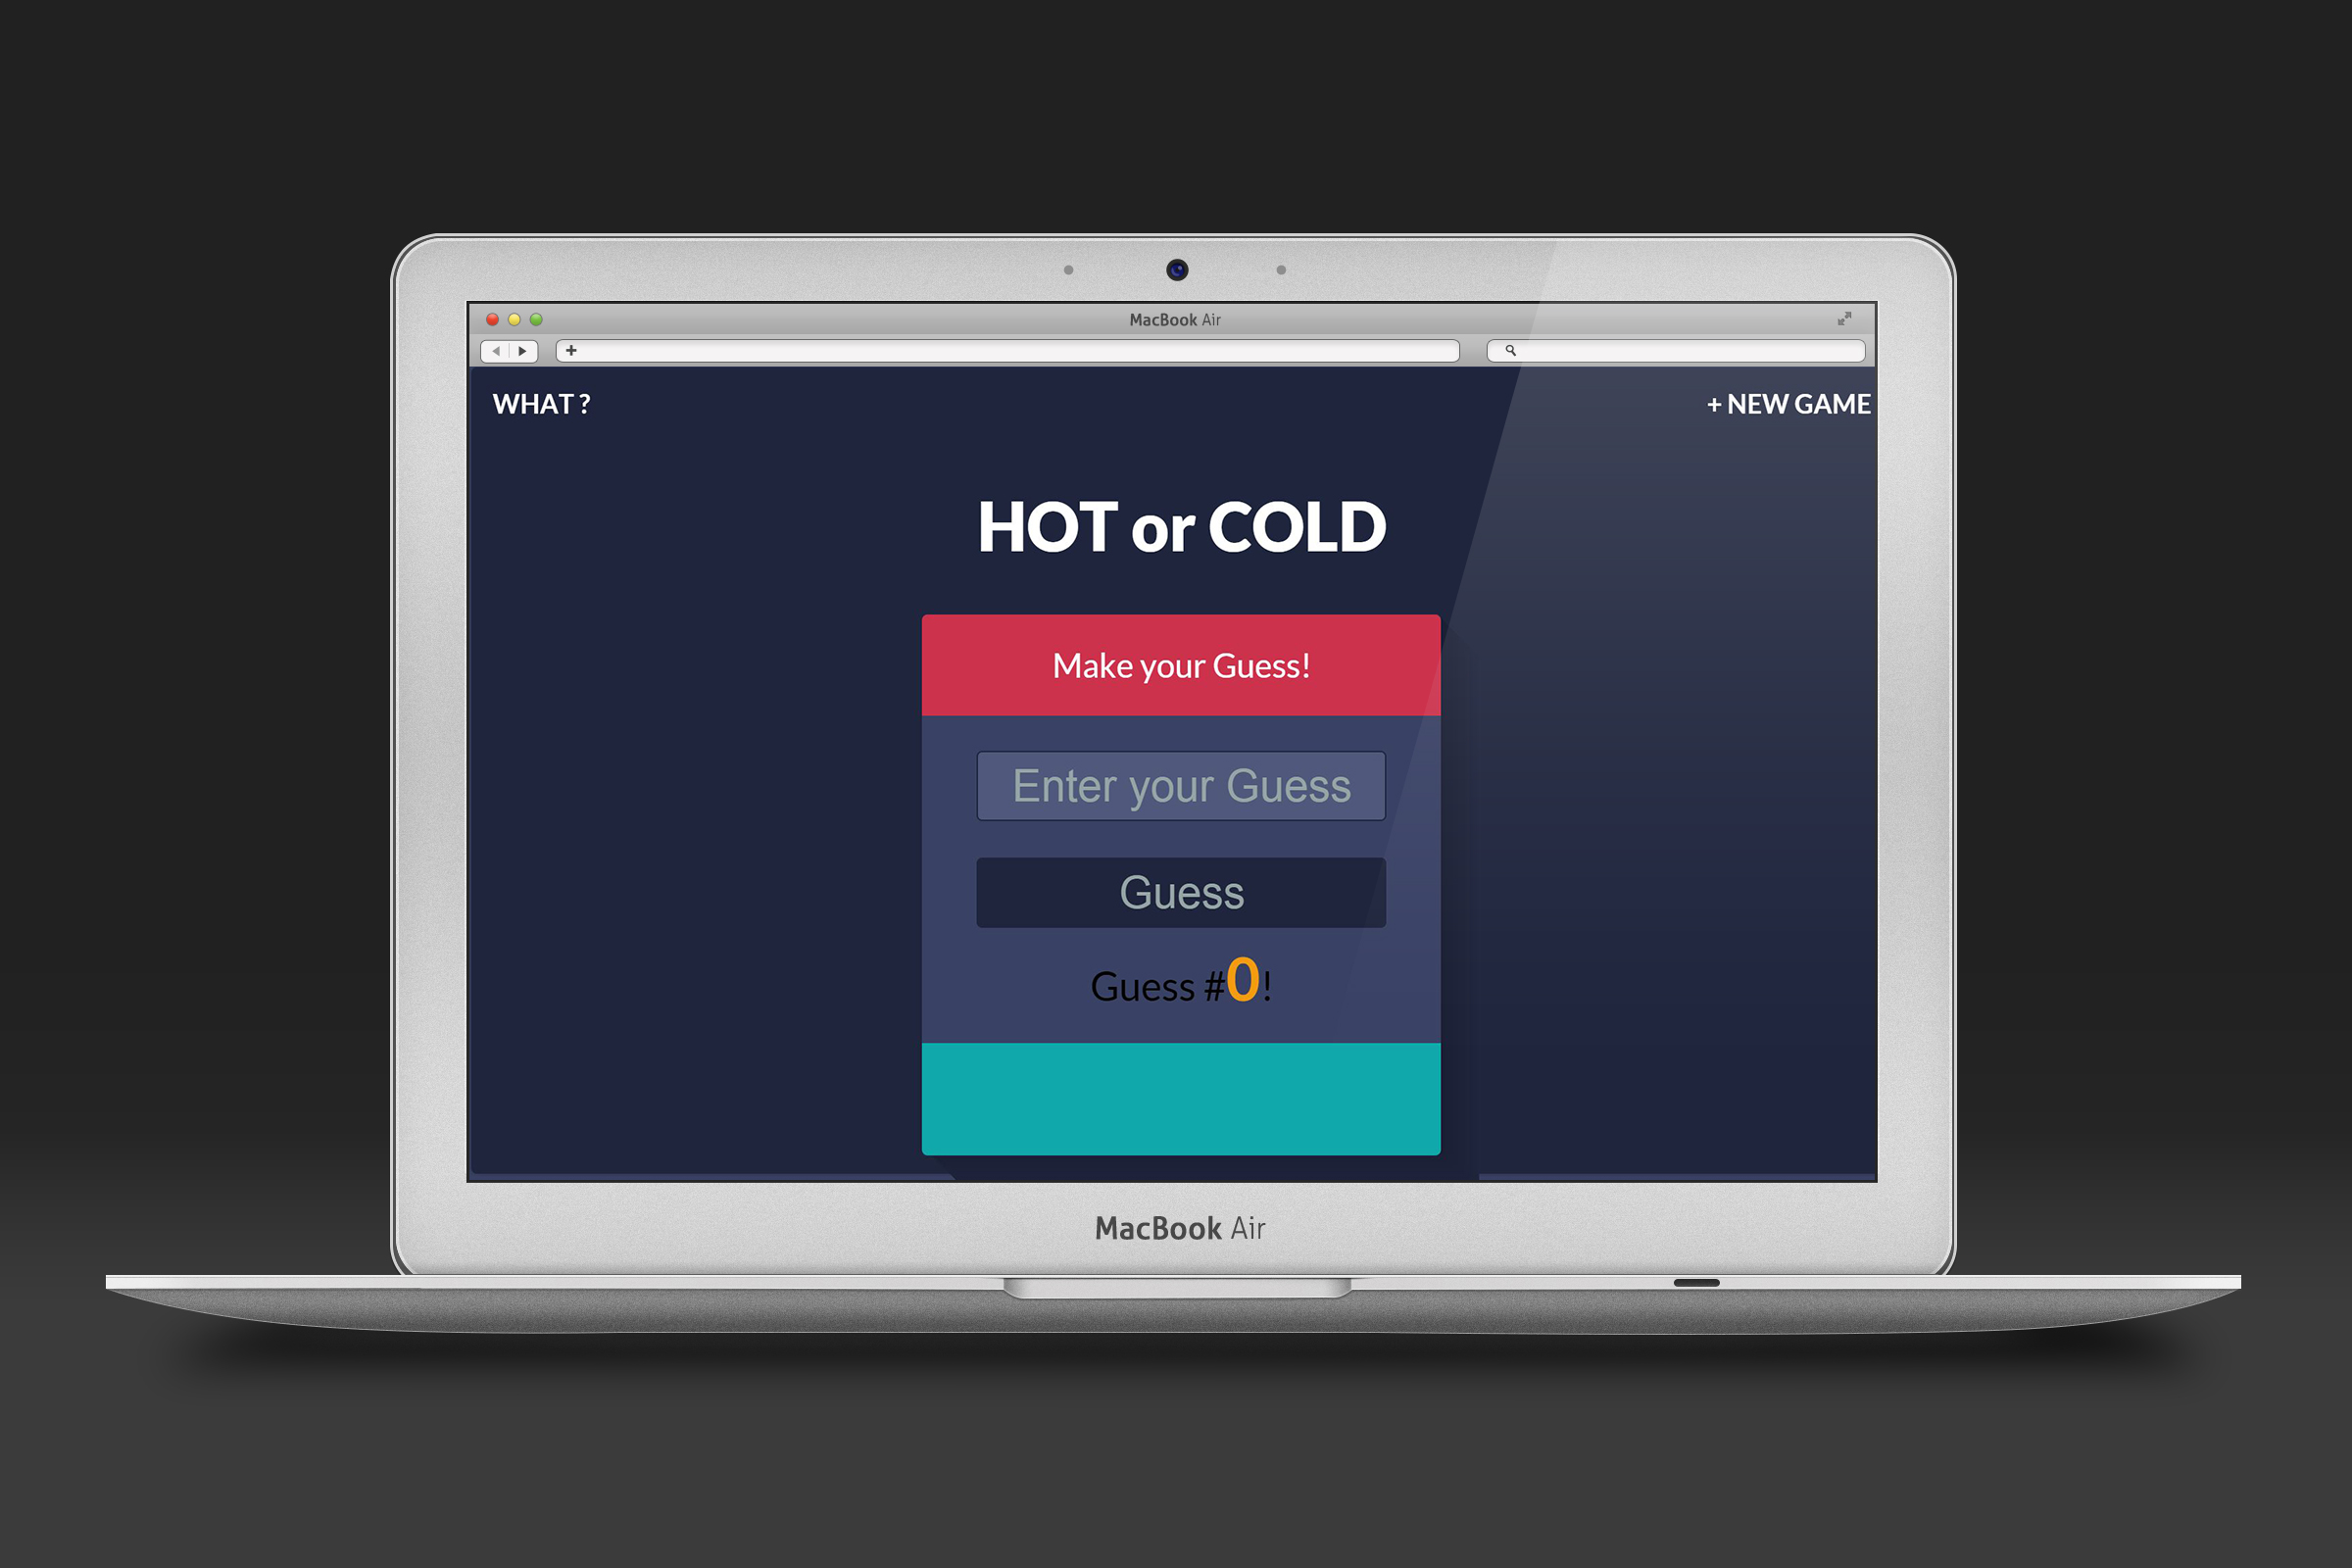 MacBook Air
WHAT ?
+ NEW GAME
HOT or COLD
Make your Guess!
Enter your Guess
Guess
Guess #0!
MacBook Air